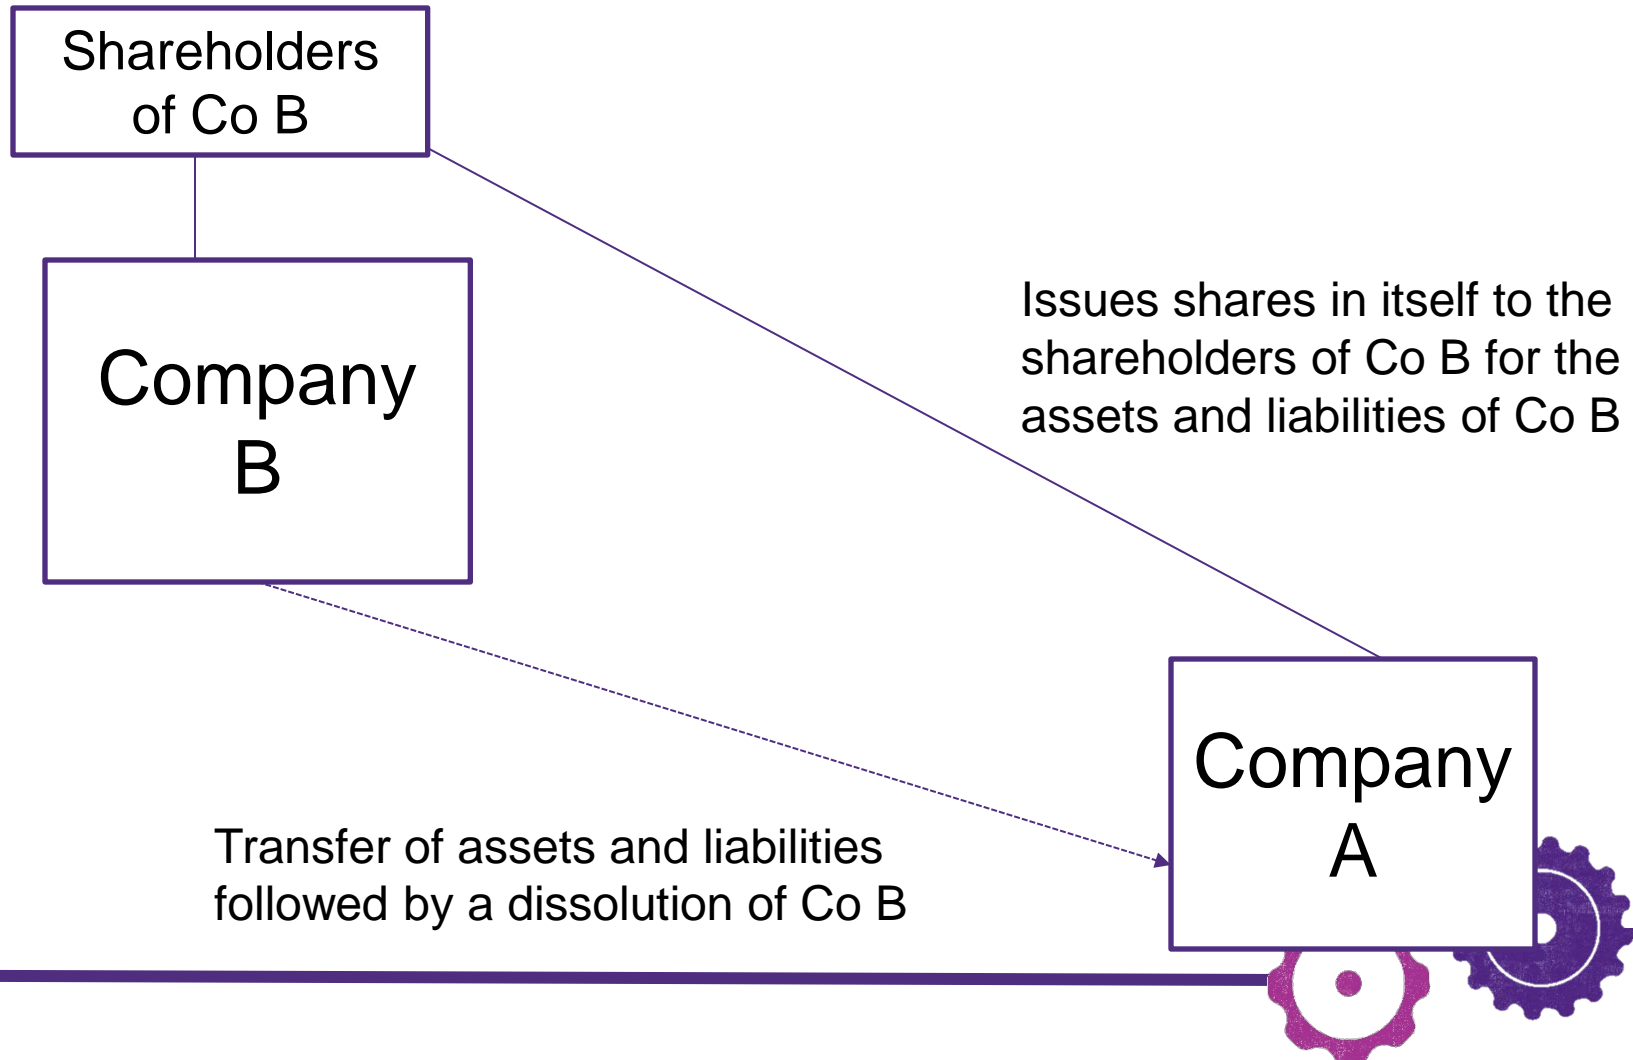 Shareholders
of Co B
Company
B
Issues shares in itself to the
shareholders of Co B for the
assets and liabilities of Co B
Company
A
Transfer of assets and liabilities
followed by a dissolution of Co B